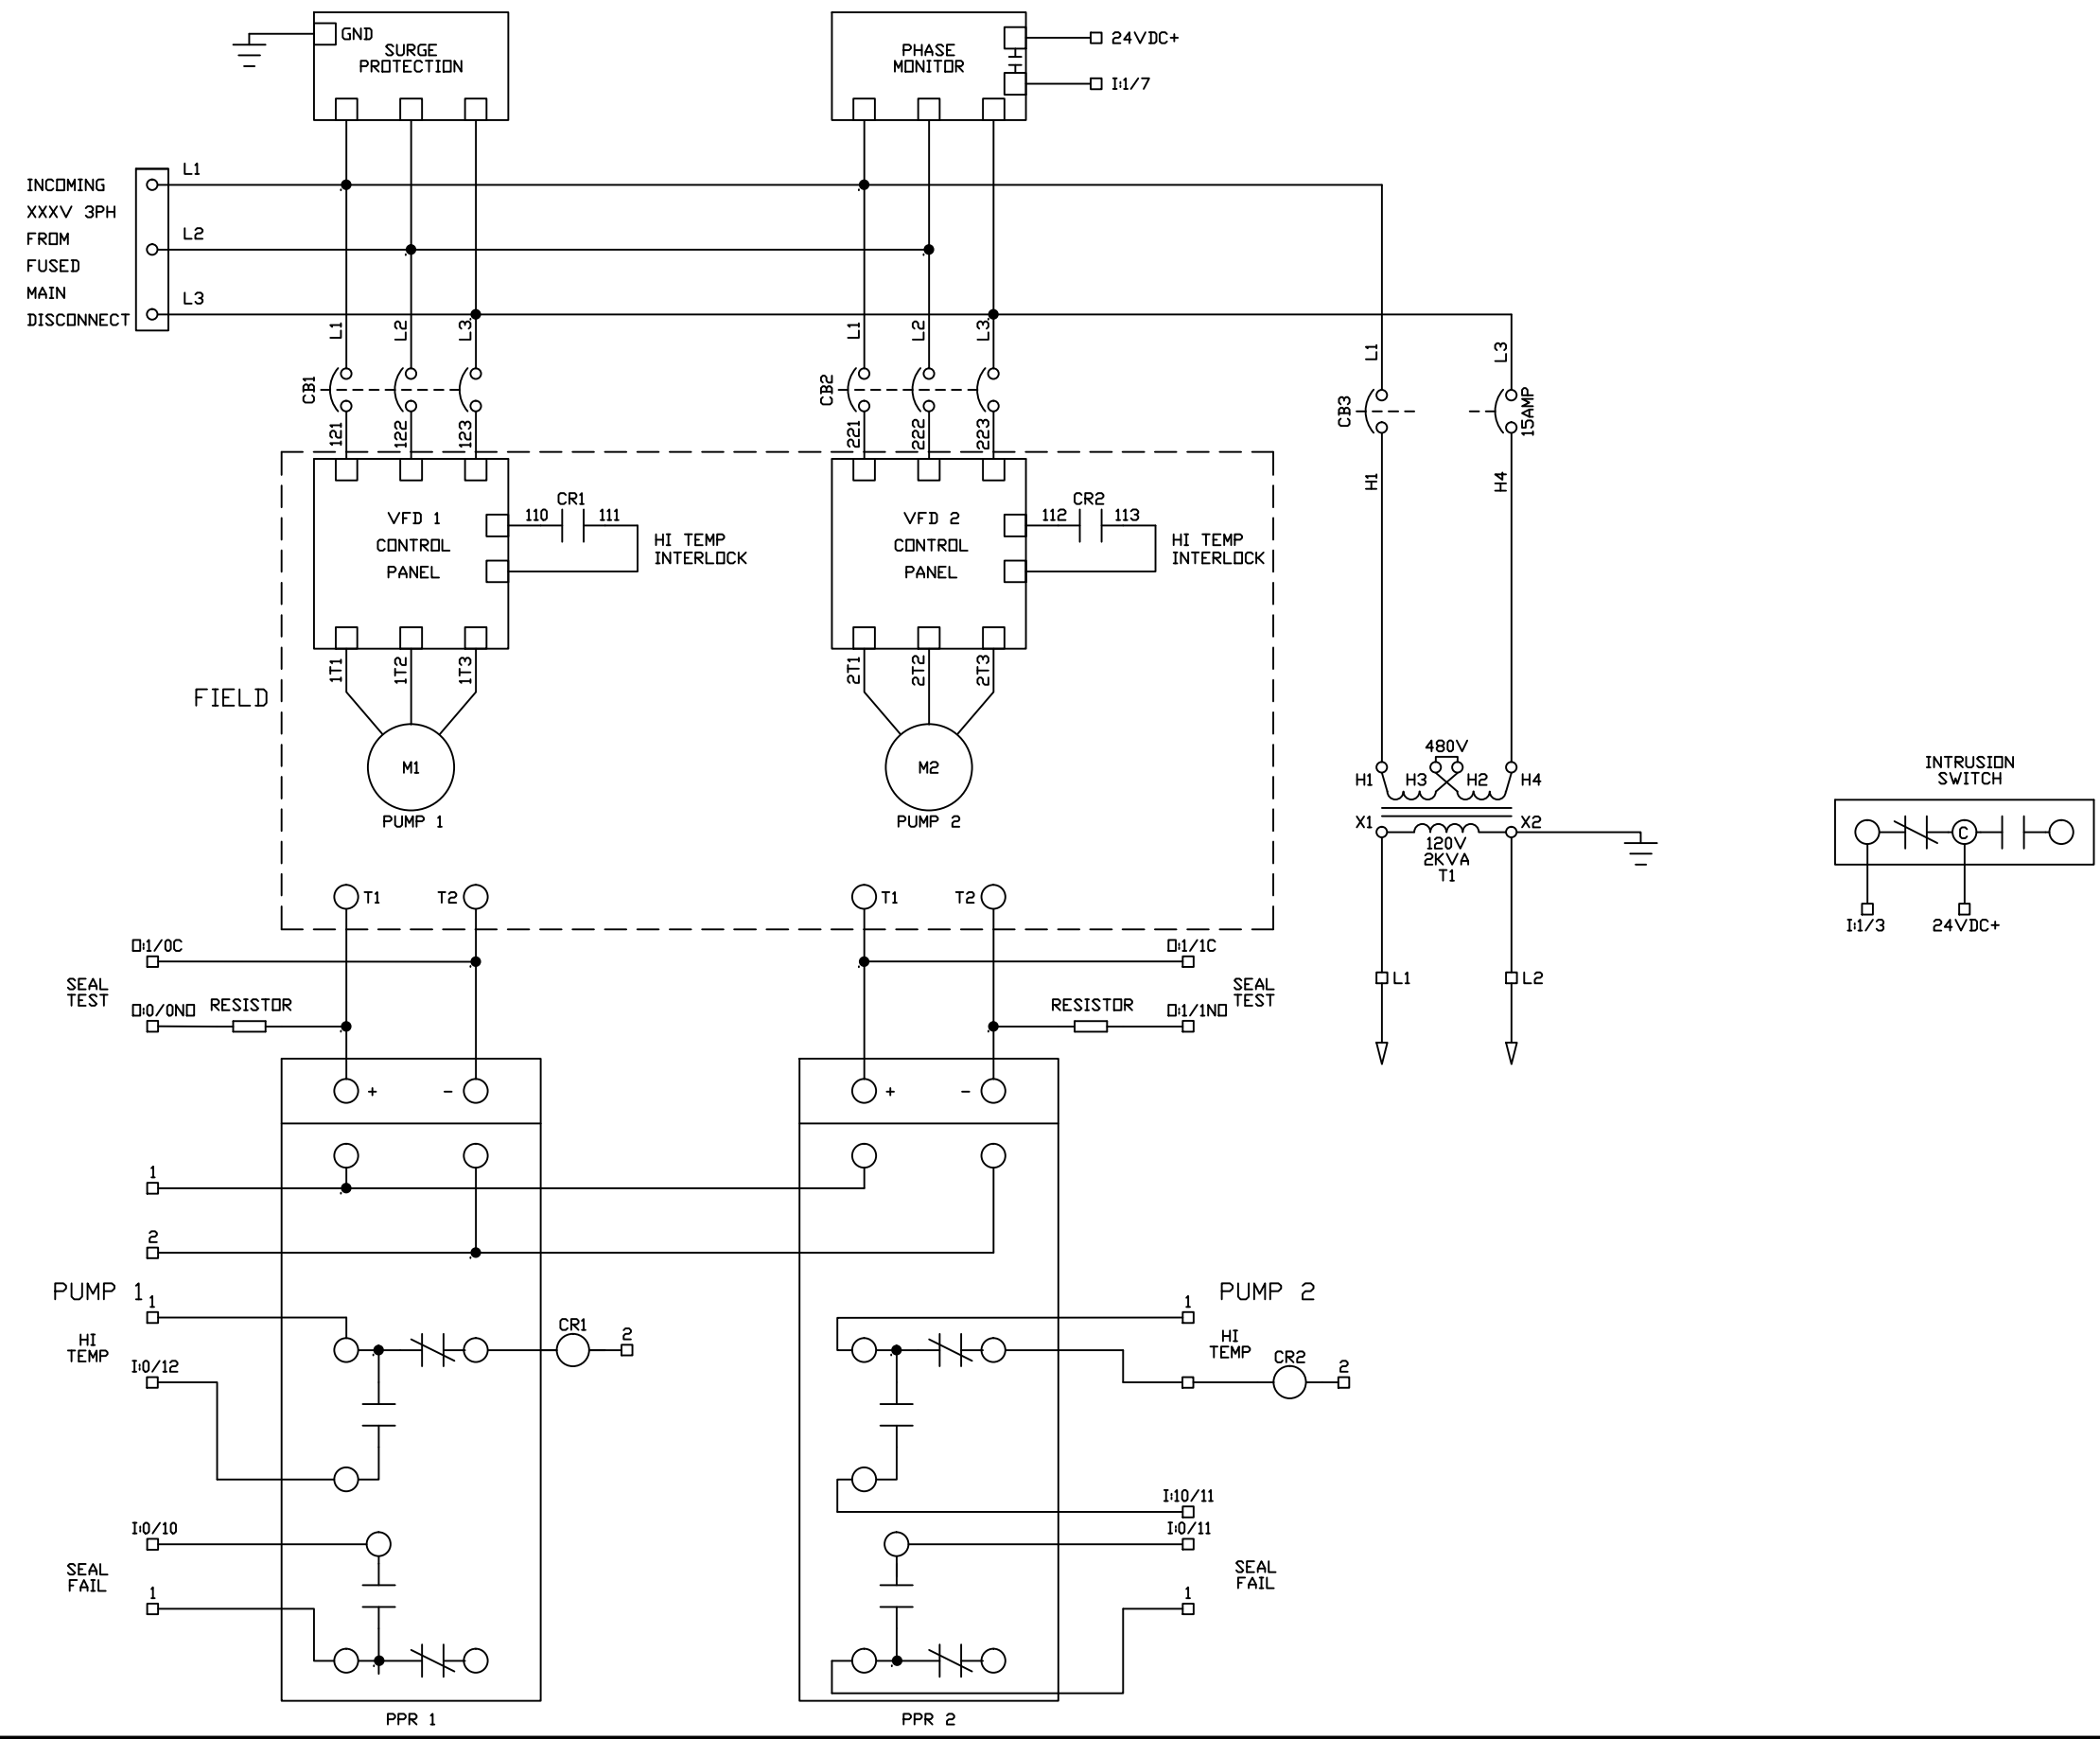 GND
SURGE
PROTECTION
PHASE
MONITOR
24VDC+
I:1/7
INCOMING
XXXV 3PH
FROM
FUSED
MAIN
DISCONNECT
L1
L2
L3
L1
L2
L3
CB1
121
122
123
L1
L2
L3
CB2
221
222
223
L1
L3
CB3
15AMP
H1
H4
VFD 1
CONTROL
PANEL
110
CR1
111
HI TEMP
INTERLOCK
VFD 2
CONTROL
PANEL
112
CR2
113
HI TEMP
INTERLOCK
1T1
1T2
1T3
2T1
2T2
2T3
FIELD
M1
PUMP 1
M2
PUMP 2
480V
H1
H3
H2
H4
X1
X2
120V
2KVA
T1
L1
L2
INTRUSION
SWITCH
C
I:1/3
24VDC+
T1
T2
T1
T2
O:1/0C
SEAL
TEST
O:0/0NO
RESISTOR
O:1/1C
SEAL
TEST
RESISTOR
O:1/1NO
+
-
+
-
1
2
PUMP 1
1
HI
TEMP
I:0/12
CR1
2
1
PUMP 2
HI
TEMP
CR2
2
I:10/11
I:0/11
I:0/10
SEAL
FAIL
1
SEAL
FAIL
1
PPR 1
PPR 2